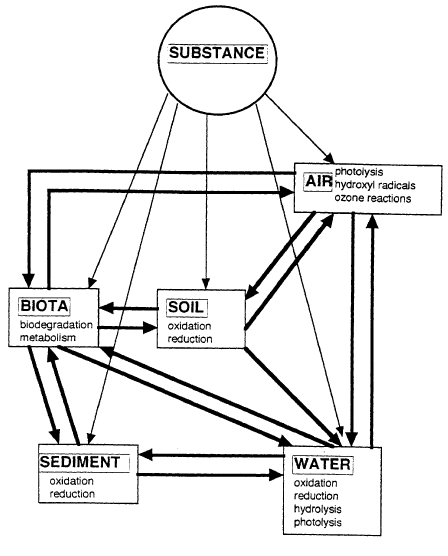 SUBSTANCE
AIR
photolysis
hydroxyl radicals
ozone reactions
BIOTA
biodegradation
metabolism
SOIL
oxidation
reduction
SEDIMENT
oxidation
reduction
WATER
oxidation
reduction
hydrolysis
photolysis